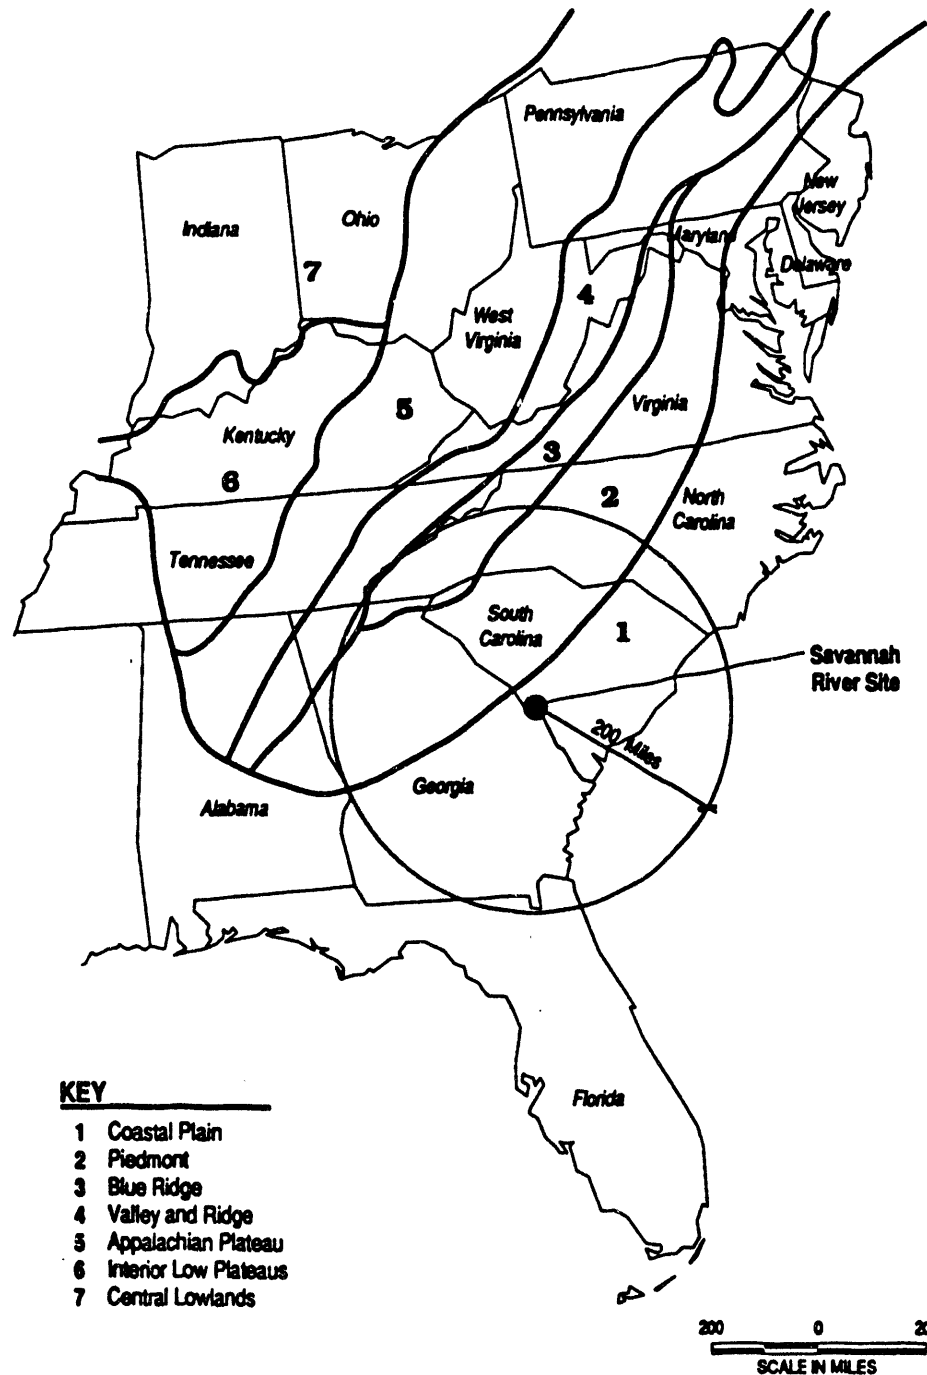 Pennsylvania
New
Jersey
Indiana
Ohio
Maryland
Delaware
7
4
West
Virginia
5
Virginia
Kentucky
3
6
2
North
Carolina
Tennessee
South
Carolina
1
Savannah
River Site
200 Miles
Georgia
Alabama
Florida
KEY
1 Coastal Plain
2 Piedmont
3 Blue Ridge
4 Valley and Ridge
5 Appalachian Plateau
6 Interior Low Plateaus
7 Central Lowlands
200 0 20
SCALE IN MILES